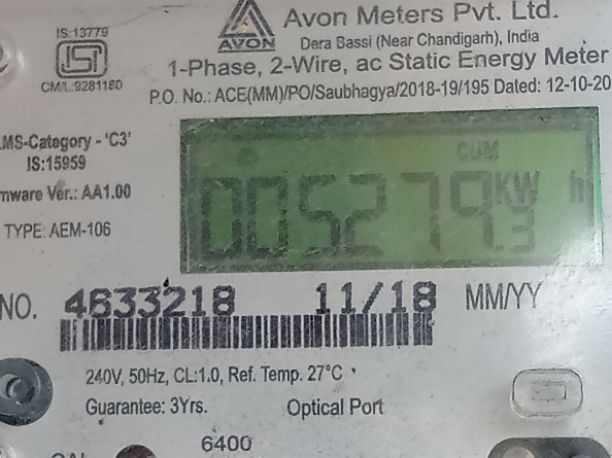 IS:13779
CM/L:9281180
AVON
Avon Meters Pvt. Ltd.
Dera Bassi (Near Chandigarh), India
1-Phase, 2-Wire, ac Static Energy Meter
P.O. No.: ACE(MM)/PO/Saubhagya/2018-19/195 Dated: 12-10-20
MS-Category - 'C3'
IS:15959
mware Ver.: AA1.00
TYPE: AEM-106
CUM
005279.3 KW h
NO. 4633218 11/18 MM/YY
240V, 50Hz, CL:1.0, Ref. Temp. 27°C
Guarantee: 3Yrs. Optical Port
6400